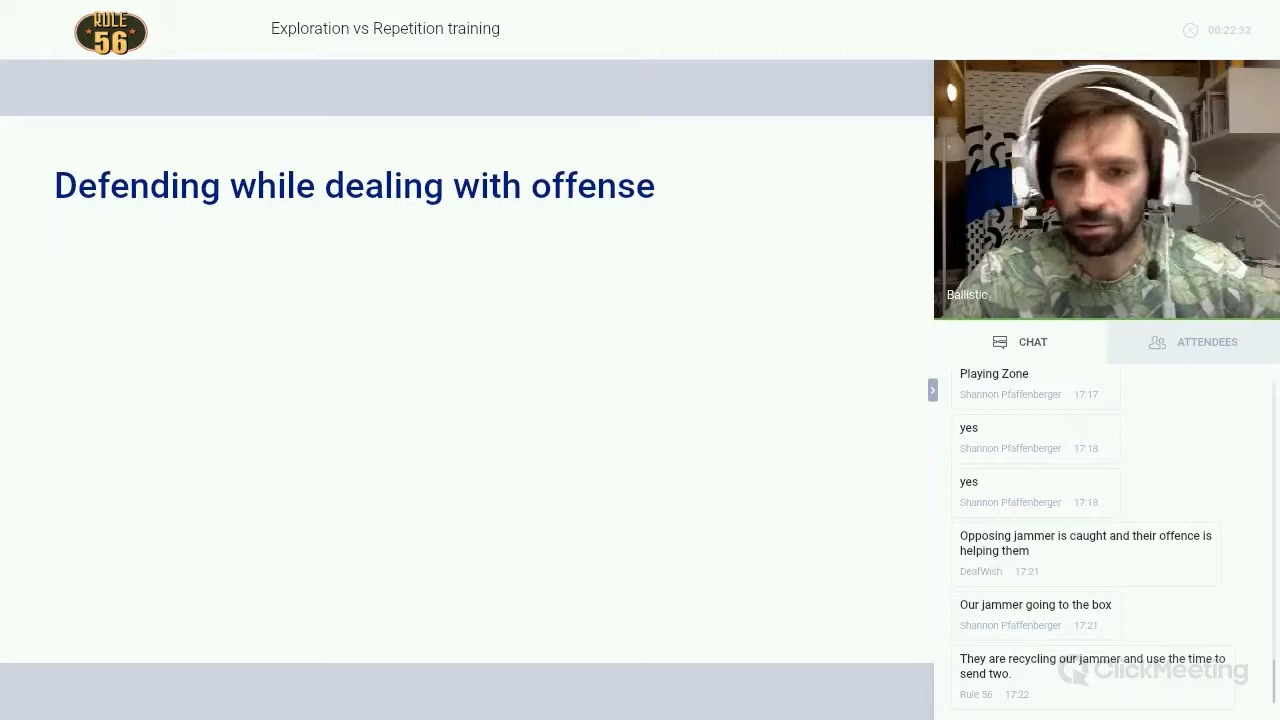 RULE
56
Exploration vs Repetition training
00:22:32
Defending while dealing with offense
Ballistic
CHAT
ATTENDEES
Playing Zone
Shannon Pfaffenberger 17:17
yes
Shannon Pfaffenberger 17:18
yes
Shannon Pfaffenberger 17:18
Opposing jammer is caught and their offence is
helping them
DeafWish 17:21
Our jammer going to the box
Shannon Pfaffenberger 17:21
They are recycling our jammer and use the time to
send two.
Rule 56 17:22
ClickMeeting